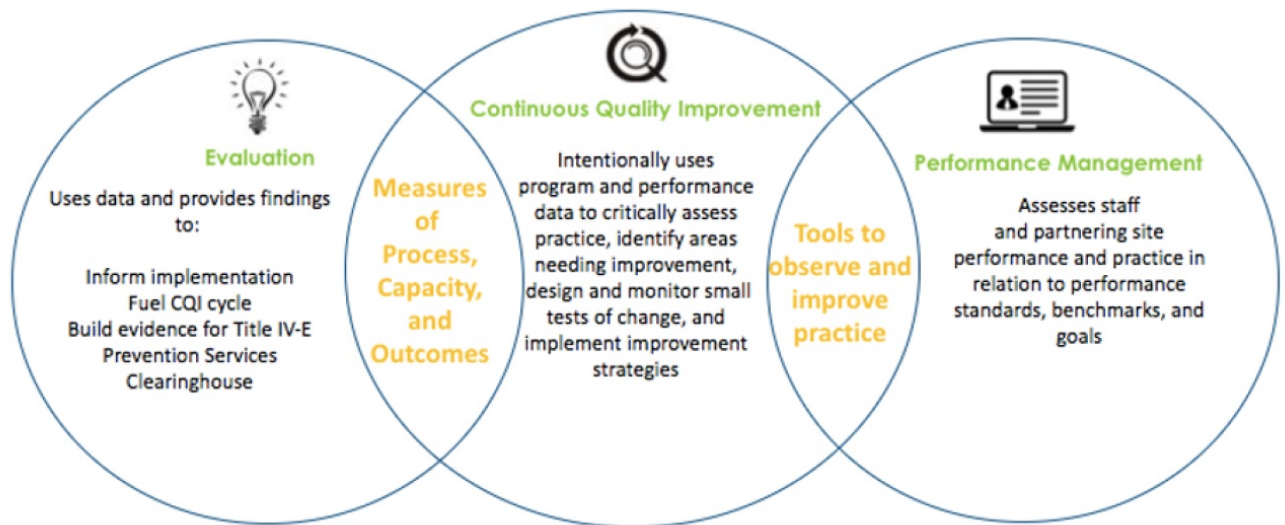 Evaluation
Uses data and provides findings
to:
Inform implementation
Fuel CQI cycle
Build evidence for Title IV-E
Prevention Services
Clearinghouse
Measures
of
Process,
Capacity,
and
Outcomes
Continuous Quality Improvement
Intentionally uses
program and performance
data to critically assess
practice, identify areas
needing improvement,
design and monitor small
tests of change, and
implement improvement
strategies
Tools to
observe and
improve
practice
Performance Management
Assesses staff
and partnering site
performance and practice in
relation to performance
standards, benchmarks, and
goals